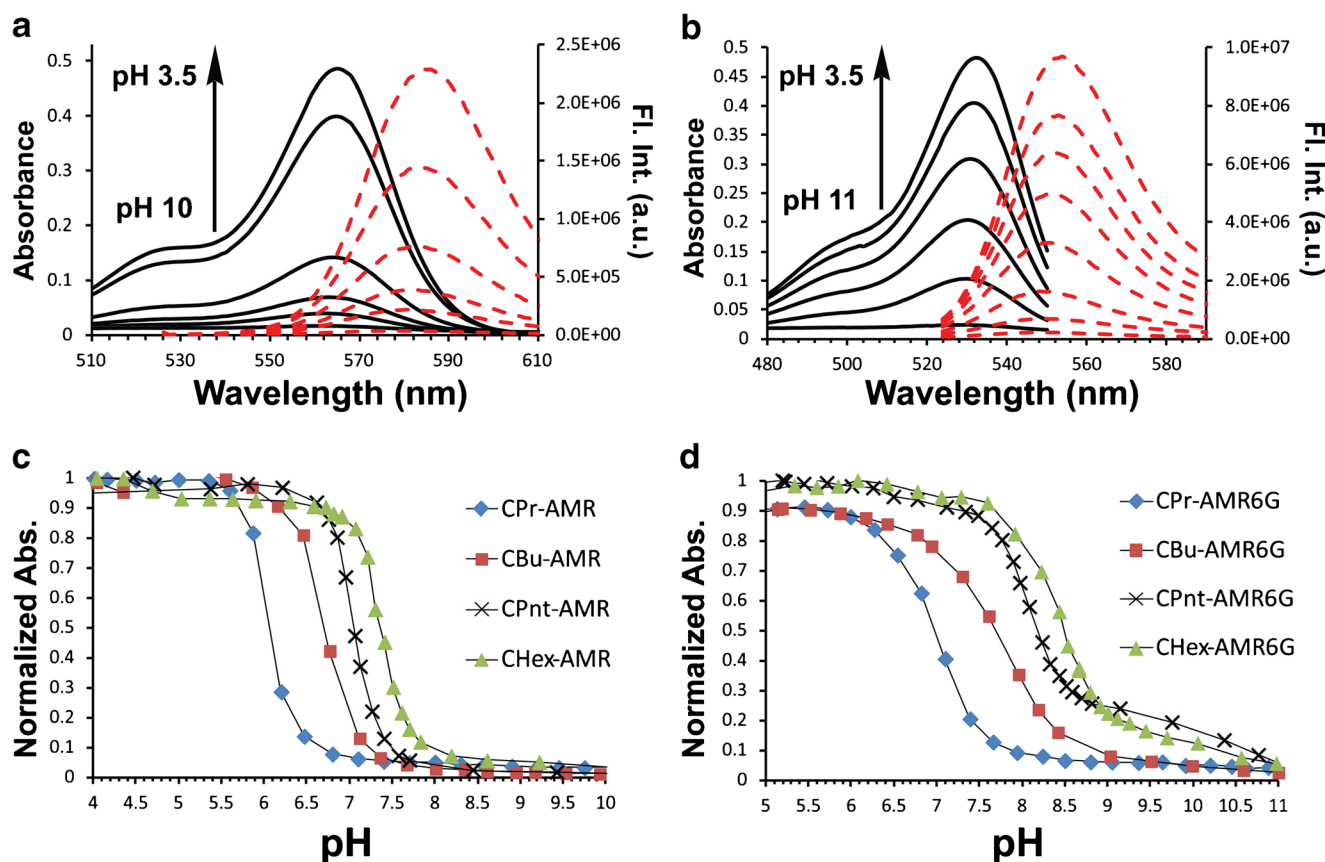 a
0.5
0.4
0.3
0.2
0.1
0
Absorbance
pH 3.5
pH 10
2.5E+06
2.0E+06
1.5E+06
1.0E+06
5.0E+05
0.0E+00
Fl. Int. (a.u.)
510 530 550 570 590 610
Wavelength (nm)
b
0.5
0.45
0.4
0.35
0.3
0.25
0.2
0.15
0.1
0.05
0
Absorbance
pH 3.5
pH 11
1.0E+07
8.0E+06
6.0E+06
4.0E+06
2.0E+06
0.0E+00
Fl. Int. (a.u.)
480 500 520 540 560 580
Wavelength (nm)
c
1
0.9
0.8
0.7
0.6
0.5
0.4
0.3
0.2
0.1
0
Normalized Abs.
CPr-AMR
CBu-AMR
CPnt-AMR
CHex-AMR
4 4.5 5 5.5 6 6.5 7 7.5 8 8.5 9 9.5 10
pH
d
1
0.9
0.8
0.7
0.6
0.5
0.4
0.3
0.2
0.1
0
Normalized Abs.
CPr-AMR6G
CBu-AMR6G
CPnt-AMR6G
CHex-AMR6G
5 5.5 6 6.5 7 7.5 8 8.5 9 9.5 10 10.5 11
pH